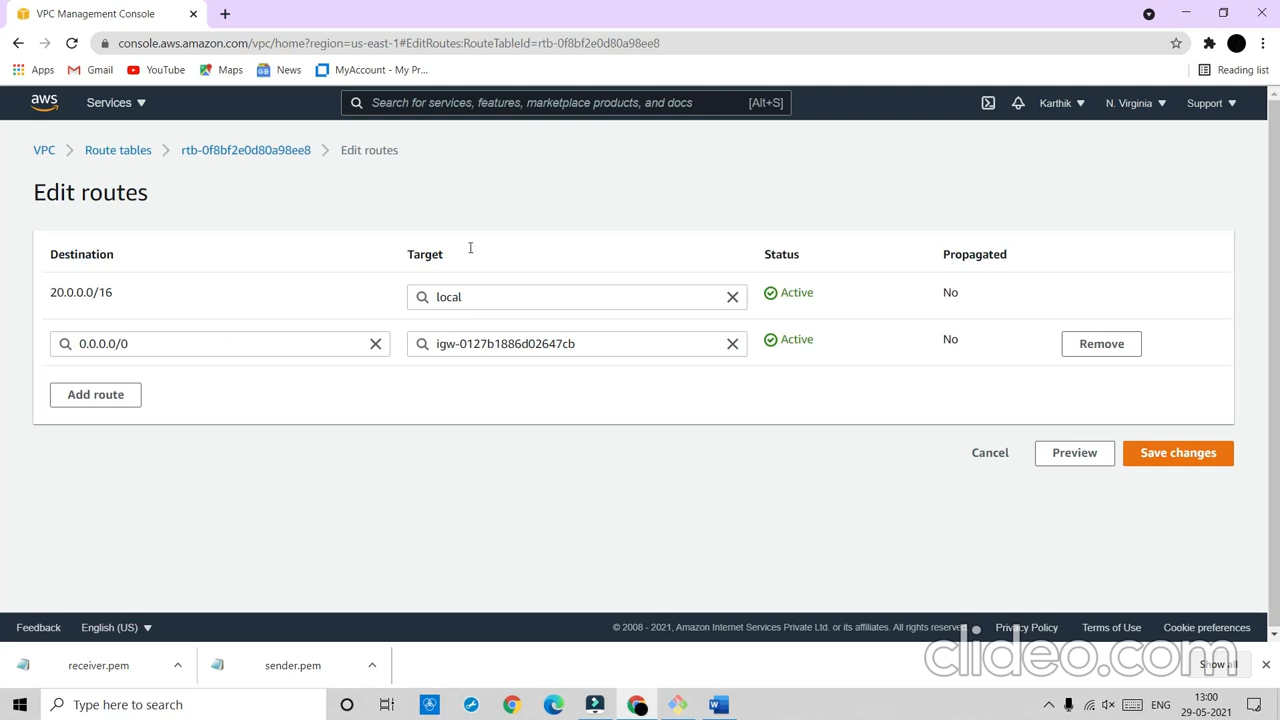 VPC Management Console
console.aws.amazon.com/vpc/home?region=us-east-1#EditRoutes:RouteTableId=rtb-0f8bf2e0d80a98ee8
Apps Gmail YouTube Maps News MyAccount - My Pr... Reading list
aws Services Search for services, features, marketplace products, and docs [Alt+S] Karthik N. Virginia Support
VPC Route tables rtb-0f8bf2e0d80a98ee8 Edit routes
Edit routes
Destination Target Status Propagated
20.0.0.0/16 local Active No
0.0.0.0/0 igw-0127b1886d02647cb Active No Remove
Add route
Cancel Preview Save changes
Feedback English (US) © 2008 - 2021, Amazon Internet Services Private Ltd. or its affiliates. All rights reserved. Privacy Policy Terms of Use Cookie preferences
receiver.pem sender.pem Show all
clideo.com
Type here to search ENG 13:00
29-05-2021